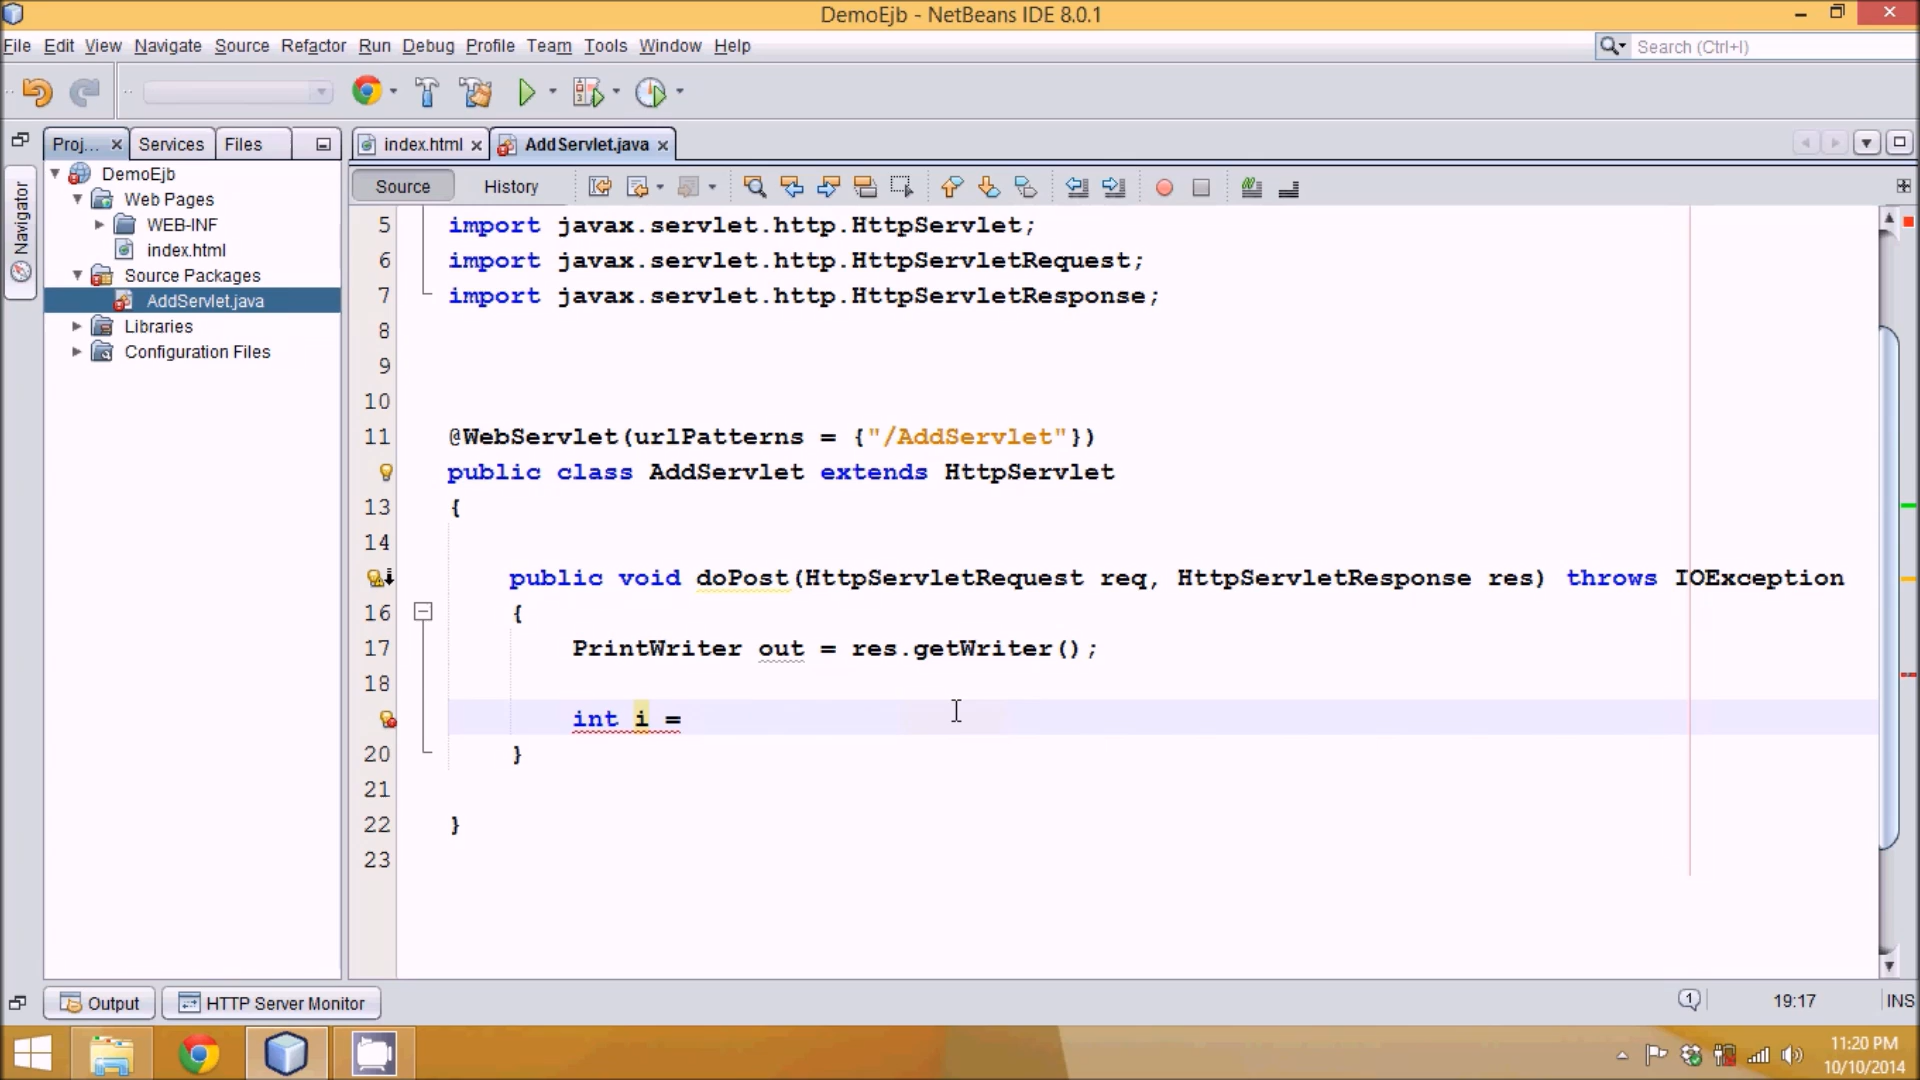 DemoEjb - NetBeans IDE 8.0.1
File Edit View Navigate Source Refactor Run Debug Profile Team Tools Window Help
Search (Ctrl+I)
Proj... Services Files
index.html AddServlet.java
Navigator
DemoEjb
Web Pages
WEB-INF
index.html
Source Packages
AddServlet.java
Libraries
Configuration Files
Source History
5 import javax.servlet.http.HttpServlet;
6 import javax.servlet.http.HttpServletRequest;
7 import javax.servlet.http.HttpServletResponse;
8
9
10
11 @WebServlet(urlPatterns = {"/AddServlet"})
public class AddServlet extends HttpServlet
13 {
14
public void doPost(HttpServletRequest req, HttpServletResponse res) throws IOException
16 {
17 PrintWriter out = res.getWriter();
18
int i =
20 }
21
22 }
23
Output HTTP Server Monitor
1 19:17 INS
11:20 PM
10/10/2014